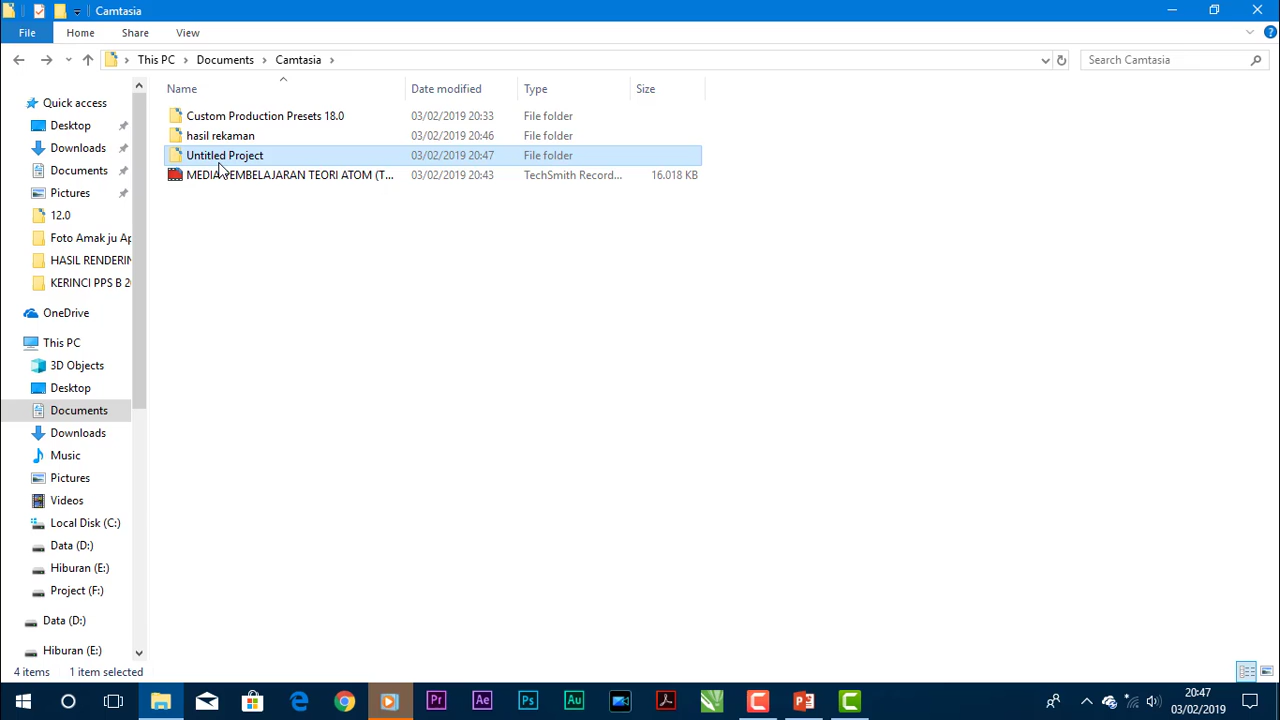 Camtasia
File
Home
Share
View
This PC
Documents
Camtasia
Search Camtasia
Name
Date modified
Type
Size
Custom Production Presets 18.0 03/02/2019 20:33 File folder
hasil rekaman 03/02/2019 20:46 File folder
Untitled Project 03/02/2019 20:47 File folder
MEDIA PEMBELAJARAN TEORI ATOM (T... 03/02/2019 20:43 TechSmith Record... 16.018 KB
Quick access
Desktop
Downloads
Documents
Pictures
12.0
Foto Amak ju Ap
HASIL RENDERIN
KERINCI PPS B 2
OneDrive
This PC
3D Objects
Desktop
Documents
Downloads
Music
Pictures
Videos
Local Disk (C:)
Data (D:)
Hiburan (E:)
Project (F:)
Data (D:)
Hiburan (E:)
4 items 1 item selected
Pr
Ae
Ps
Au
20:47
03/02/2019